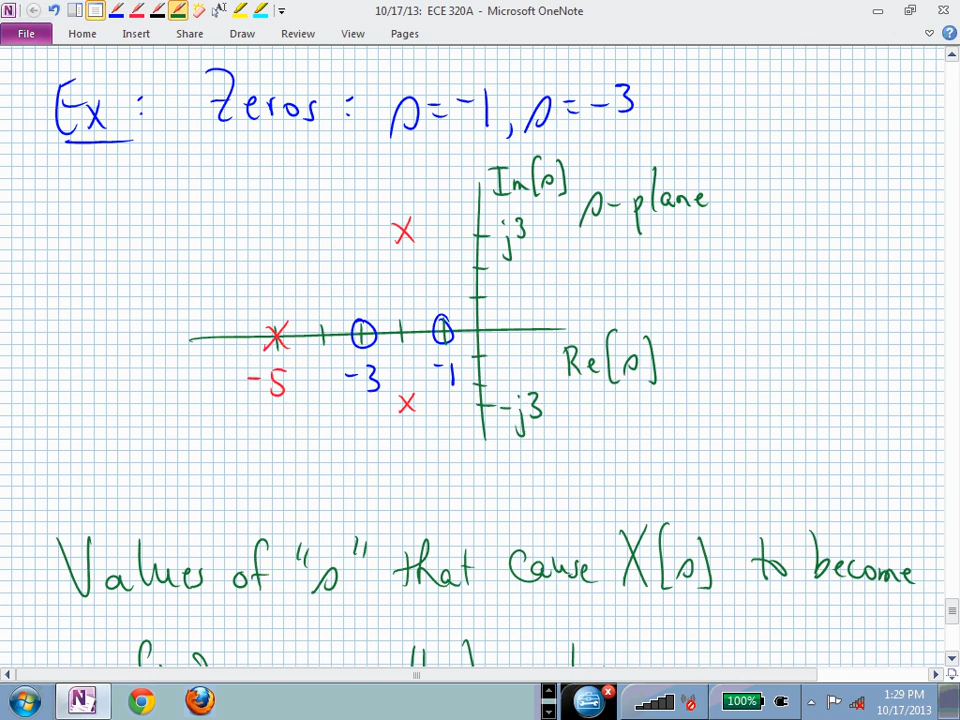 10/17/13: ECE 320A - Microsoft OneNote
File Home Insert Share Draw Review View Pages
Ex: Zeros: s=-1, s=-3
Im[s] s-plane
j3
x
-5 -3 -1 Re[s]
x -j3
Values of "s" that cause X[s] to become
100% 1:29 PM
10/17/2013